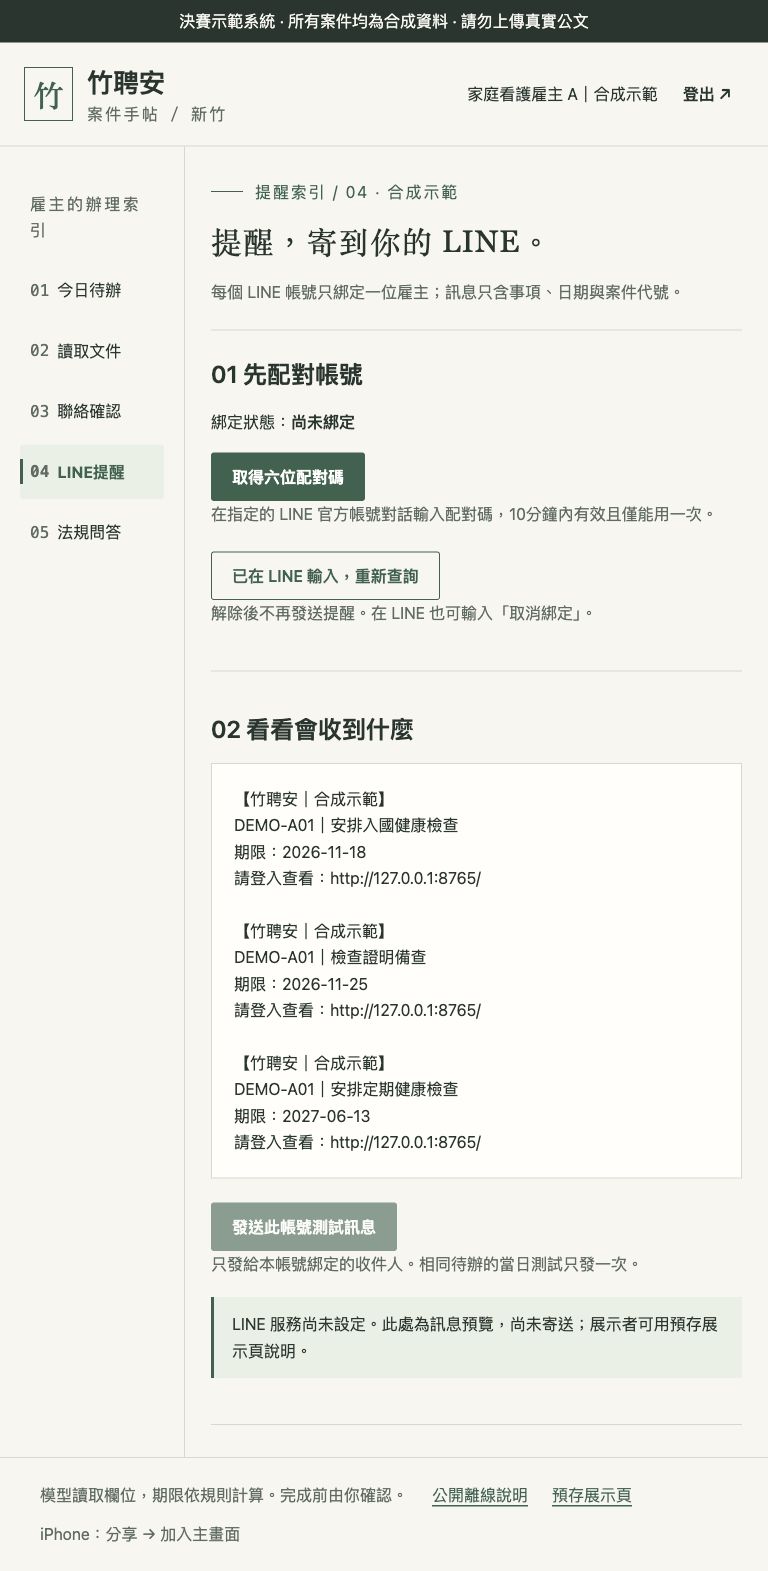 決賽示範系統 · 所有案件均為合成資料 · 請勿上傳真實公文
竹
竹聘安
案件手帖 / 新竹
家庭看護雇主 A｜合成示範
登出 ↗
雇主的辦理索
引
01 今日待辦
02 讀取文件
03 聯絡確認
04 LINE提醒
05 法規問答
提醒索引 / 04 · 合成示範
提醒，寄到你的 LINE。
每個 LINE 帳號只綁定一位雇主；訊息只含事項、日期與案件代號。
01 先配對帳號
綁定狀態：尚未綁定
取得六位配對碼
在指定的 LINE 官方帳號對話輸入配對碼，10分鐘內有效且僅能用一次。
已在 LINE 輸入，重新查詢
解除後不再發送提醒。在 LINE 也可輸入「取消綁定」。
02 看看會收到什麼
【竹聘安｜合成示範】
DEMO-A01｜安排入國健康檢查
期限：2026-11-18
請登入查看：http://127.0.0.1:8765/
【竹聘安｜合成示範】
DEMO-A01｜檢查證明備查
期限：2026-11-25
請登入查看：http://127.0.0.1:8765/
【竹聘安｜合成示範】
DEMO-A01｜安排定期健康檢查
期限：2027-06-13
請登入查看：http://127.0.0.1:8765/
發送此帳號測試訊息
只發給本帳號綁定的收件人。相同待辦的當日測試只發一次。
LINE 服務尚未設定。此處為訊息預覽，尚未寄送；展示者可用預存展
示頁說明。
模型讀取欄位，期限依規則計算。完成前由你確認。
公開離線說明
預存展示頁
iPhone：分享 → 加入主畫面